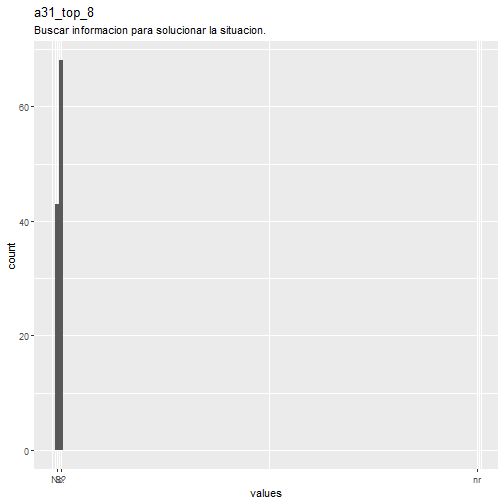 a31_top_8
Buscar informacion para solucionar la situacion.
60
40
20
0
count
nr
values